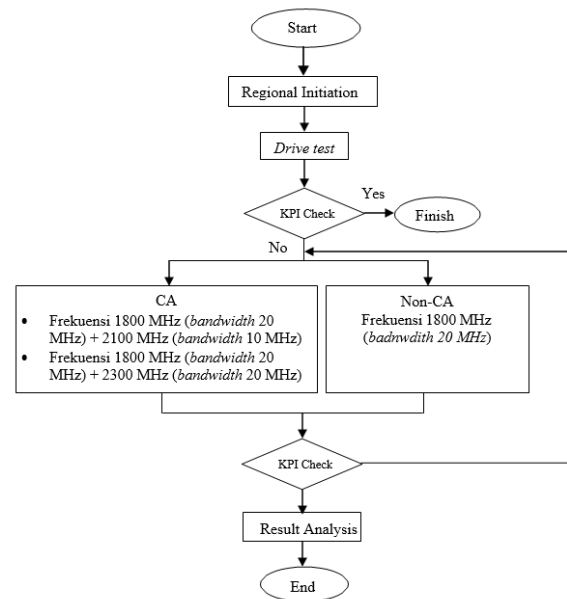 Start
Regional Initiation
Drive test
KPI Check
Yes
Finish
No
CA
• Frekuensi 1800 MHz (bandwidth 20
MHz) + 2100 MHz (bandwidth 10 MHz)
• Frekuensi 1800 MHz (bandwidth 20
MHz) + 2300 MHz (bandwidth 20 MHz)
Non-CA
Frekuensi 1800 MHz
(badnwdith 20 MHz)
KPI Check
Result Analysis
End